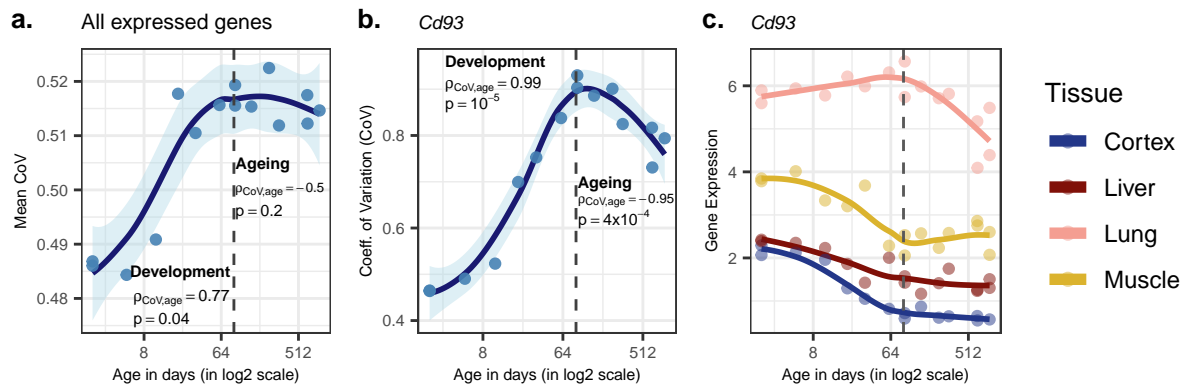 a.
All expressed genes
Mean CoV
0.52
0.51
0.50
0.49
0.48
Ageing
ρCoV,age = −0.5
p = 0.2
Development
ρCoV,age = 0.77
p = 0.04
8
64
512
Age in days (in log2 scale)
b.
Cd93
Coeff. of Variation (CoV)
0.8
0.6
0.4
Development
ρCoV,age = 0.99
p = 10⁻⁵
Ageing
ρCoV,age = −0.95
p = 4x10⁻⁴
8
64
512
Age in days (in log2 scale)
c.
Cd93
Gene Expression
6
4
2
8
64
512
Age in days (in log2 scale)
Tissue
Cortex
Liver
Lung
Muscle